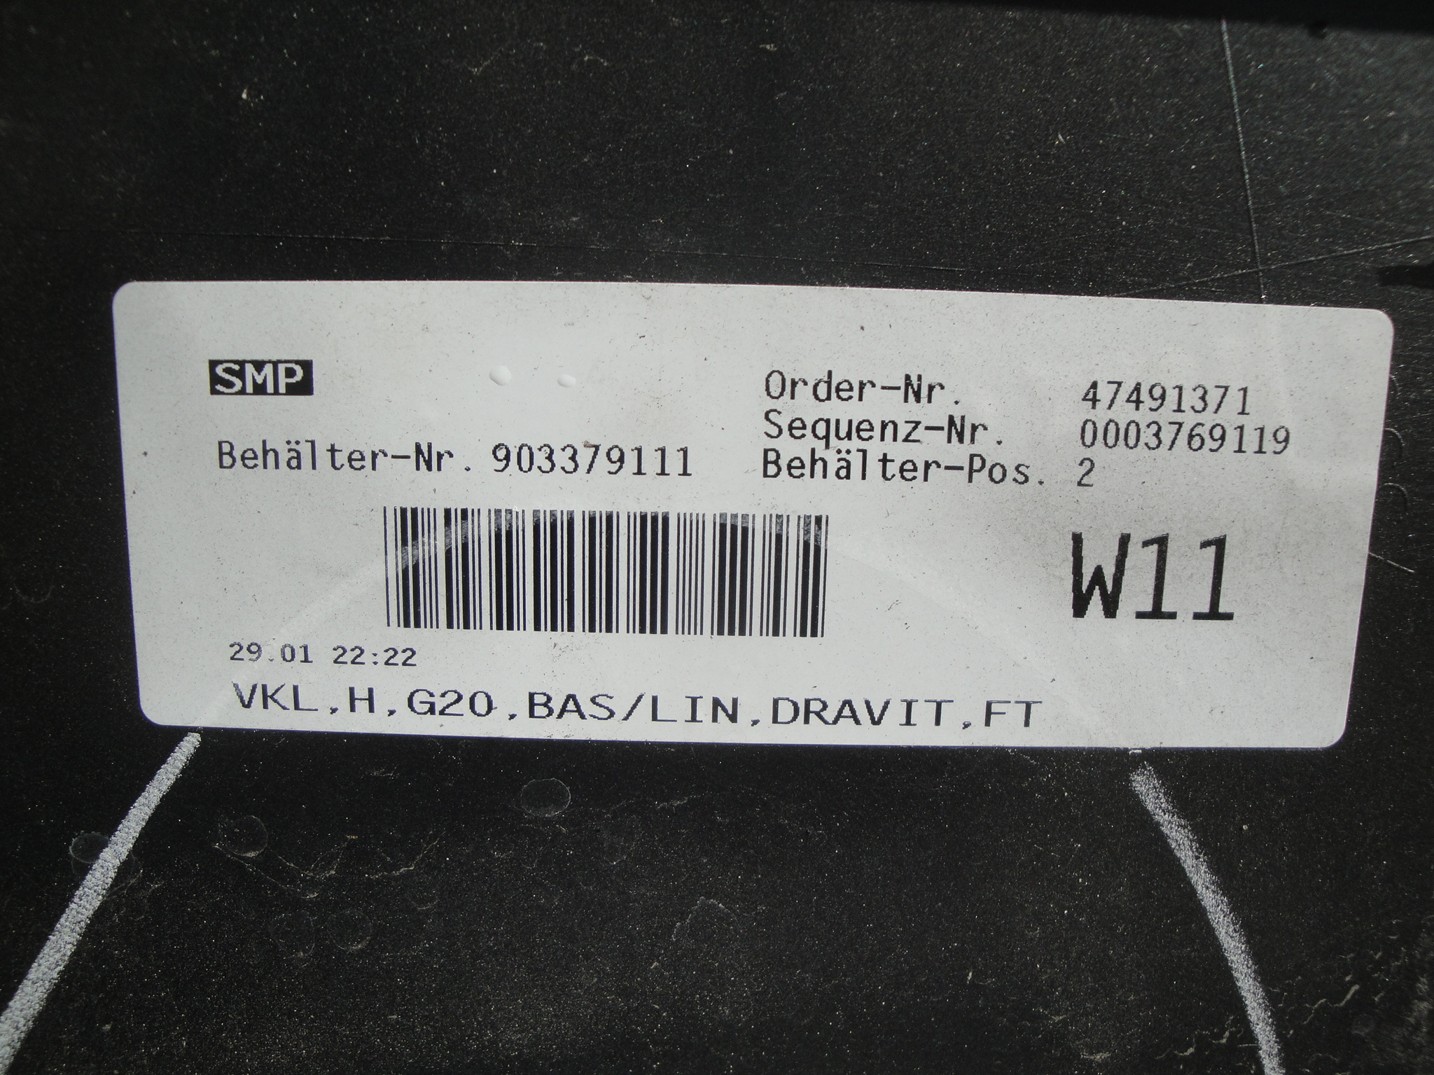 SMP
Order-Nr. 47491371
Sequenz-Nr. 0003769119
Behälter-Nr. 903379111
Behälter-Pos. 2
W11
29.01 22:22
VKL,H,G20,BAS/LIN,DRAVIT,FT